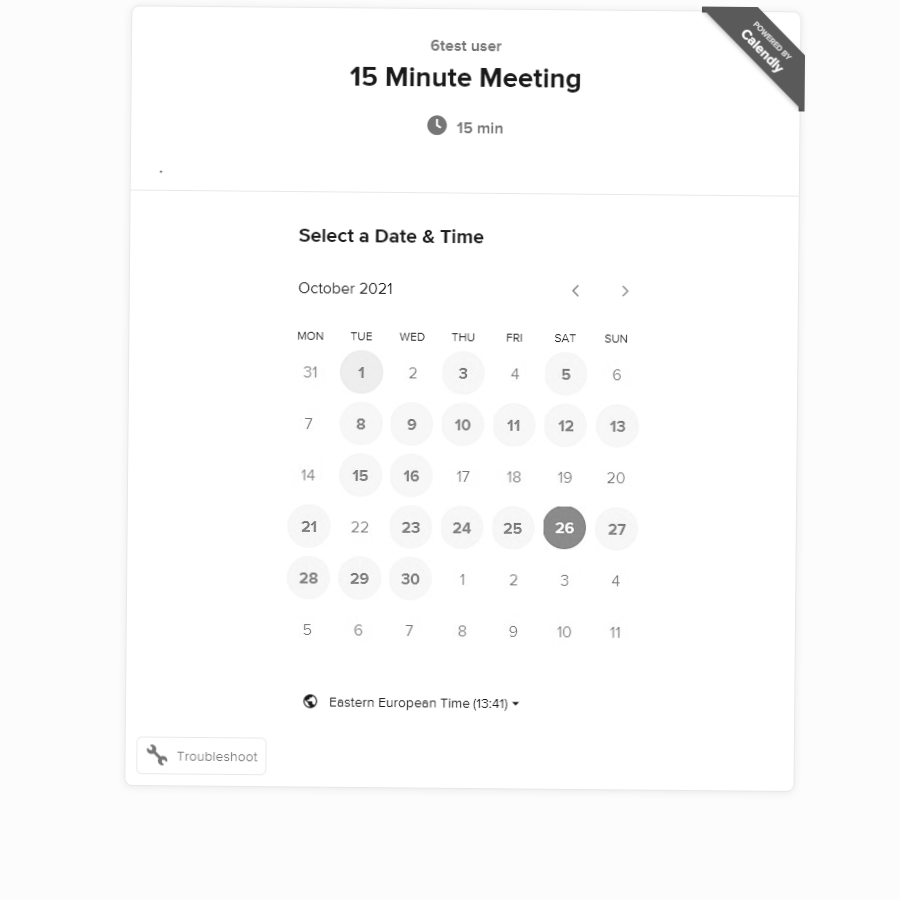 POWERED BY
Calendly
6test user
15 Minute Meeting
15 min
.
Select a Date & Time
October 2021
MON TUE WED THU FRI SAT SUN
31 1 2 3 4 5 6
7 8 9 10 11 12 13
14 15 16 17 18 19 20
21 22 23 24 25 26 27
28 29 30 1 2 3 4
5 6 7 8 9 10 11
Eastern European Time (13:41)
Troubleshoot